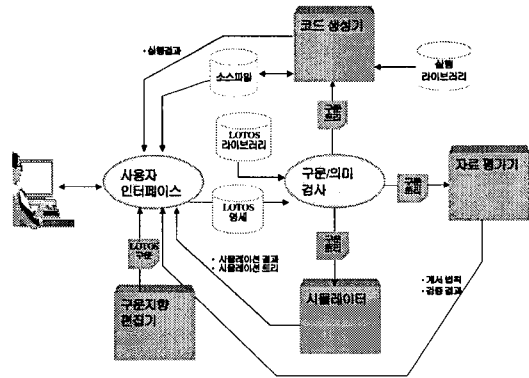 코드 생성기
• 실행결과
소스파일
실행
라이브러리
구문
트리
LOTOS
라이브러리
사용자
인터페이스
구문/의미
검사
구문
트리
자료 평가기
LOTOS
명세
LOTOS
구문
구문
트리
• 시뮬레이션 결과
• 시뮬레이션 트리
• 개서 법칙
• 검증 결과
구문지향
편집기
시뮬레이터